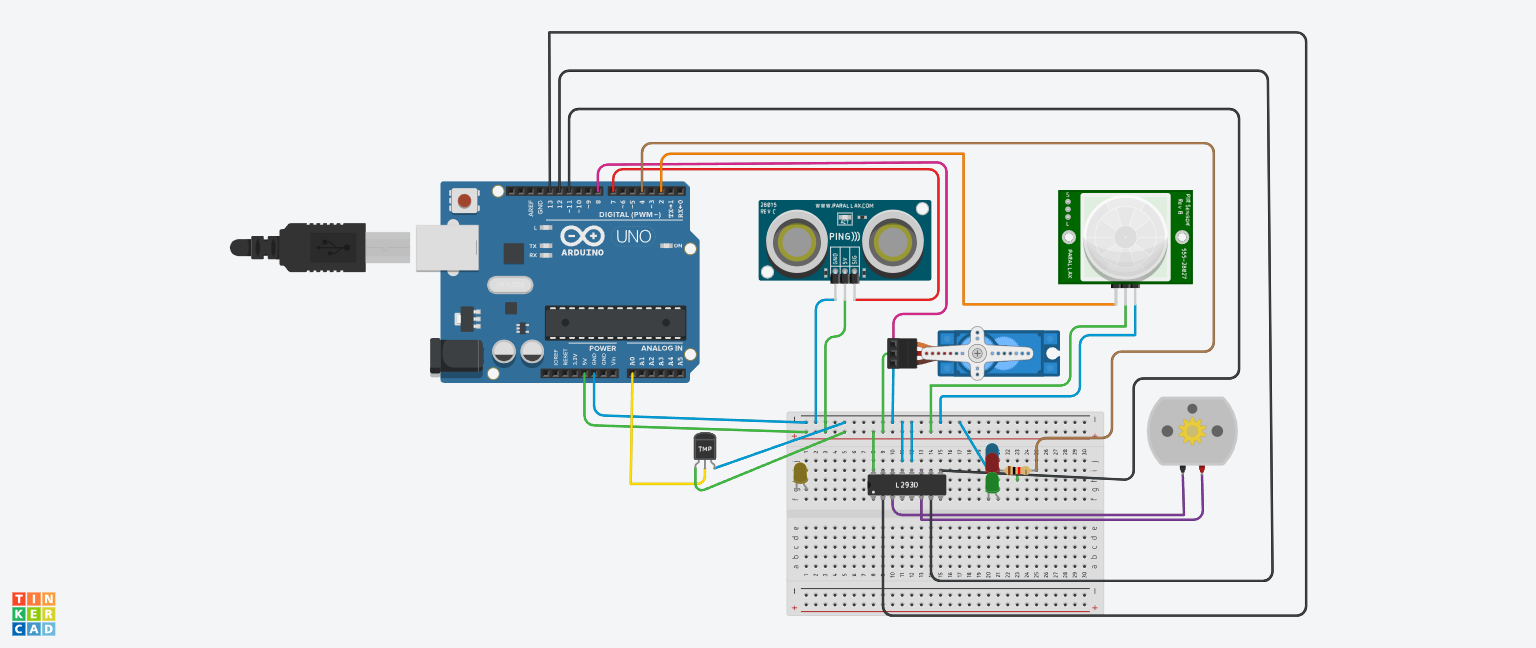 AREF
GND
13
12
~11
~10
~9
8
7
~6
~5
4
~3
2
TX→1
RX←0
DIGITAL (PWM~)
L
TX
RX
ARDUINO
UNO
ON
POWER
ANALOG IN
IOREF
RESET
3.3V
5V
GND
GND
Vin
A0
A1
A2
A3
A4
A5
28015
REV C
WWW.PARALLAX.COM
PING)))
GND
5V
SIG
PIR Sensor
Rev B
555-28027
PARALLAX
TMP
L293D
TIN
KER
CAD